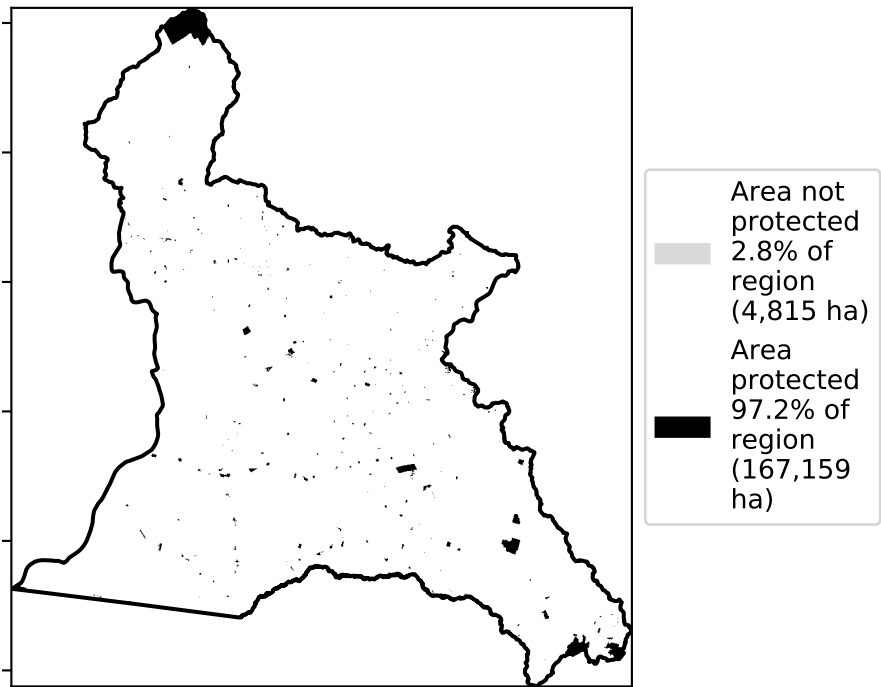 Area not
protected
2.8% of
region
(4,815 ha)
Area
protected
97.2% of
region
(167,159
ha)